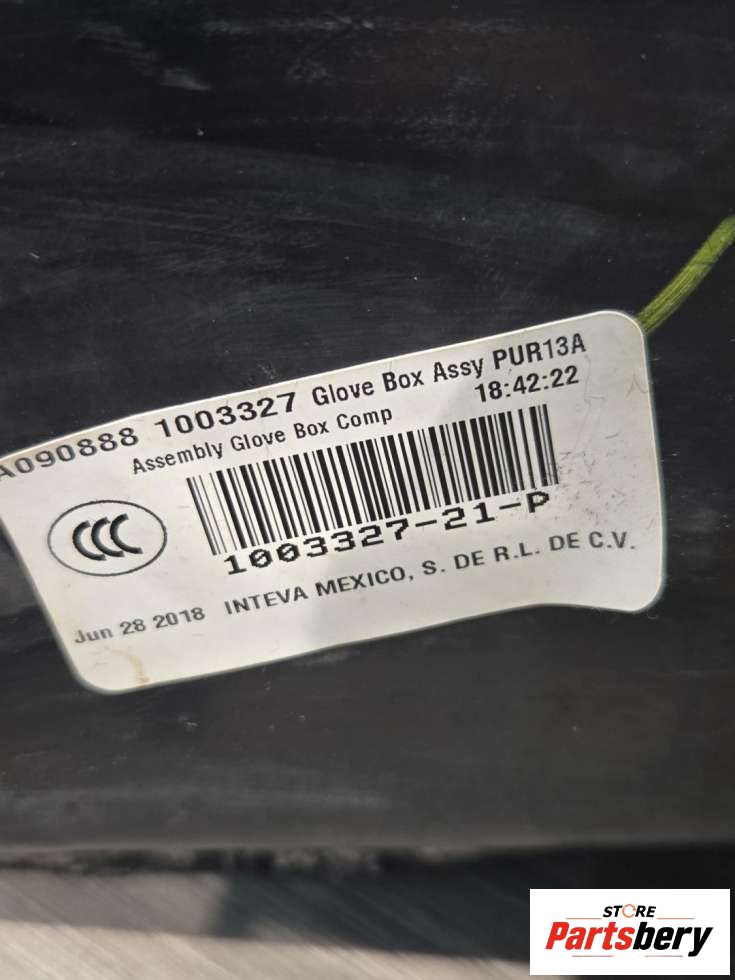 A090888 1003327 Glove Box Assy PUR13A
Assembly Glove Box Comp 18:42:22
CCC
1003327-21-P
Jun 28 2018 INTEVA MEXICO, S. DE R.L. DE C.V.
STORE
Partsbery